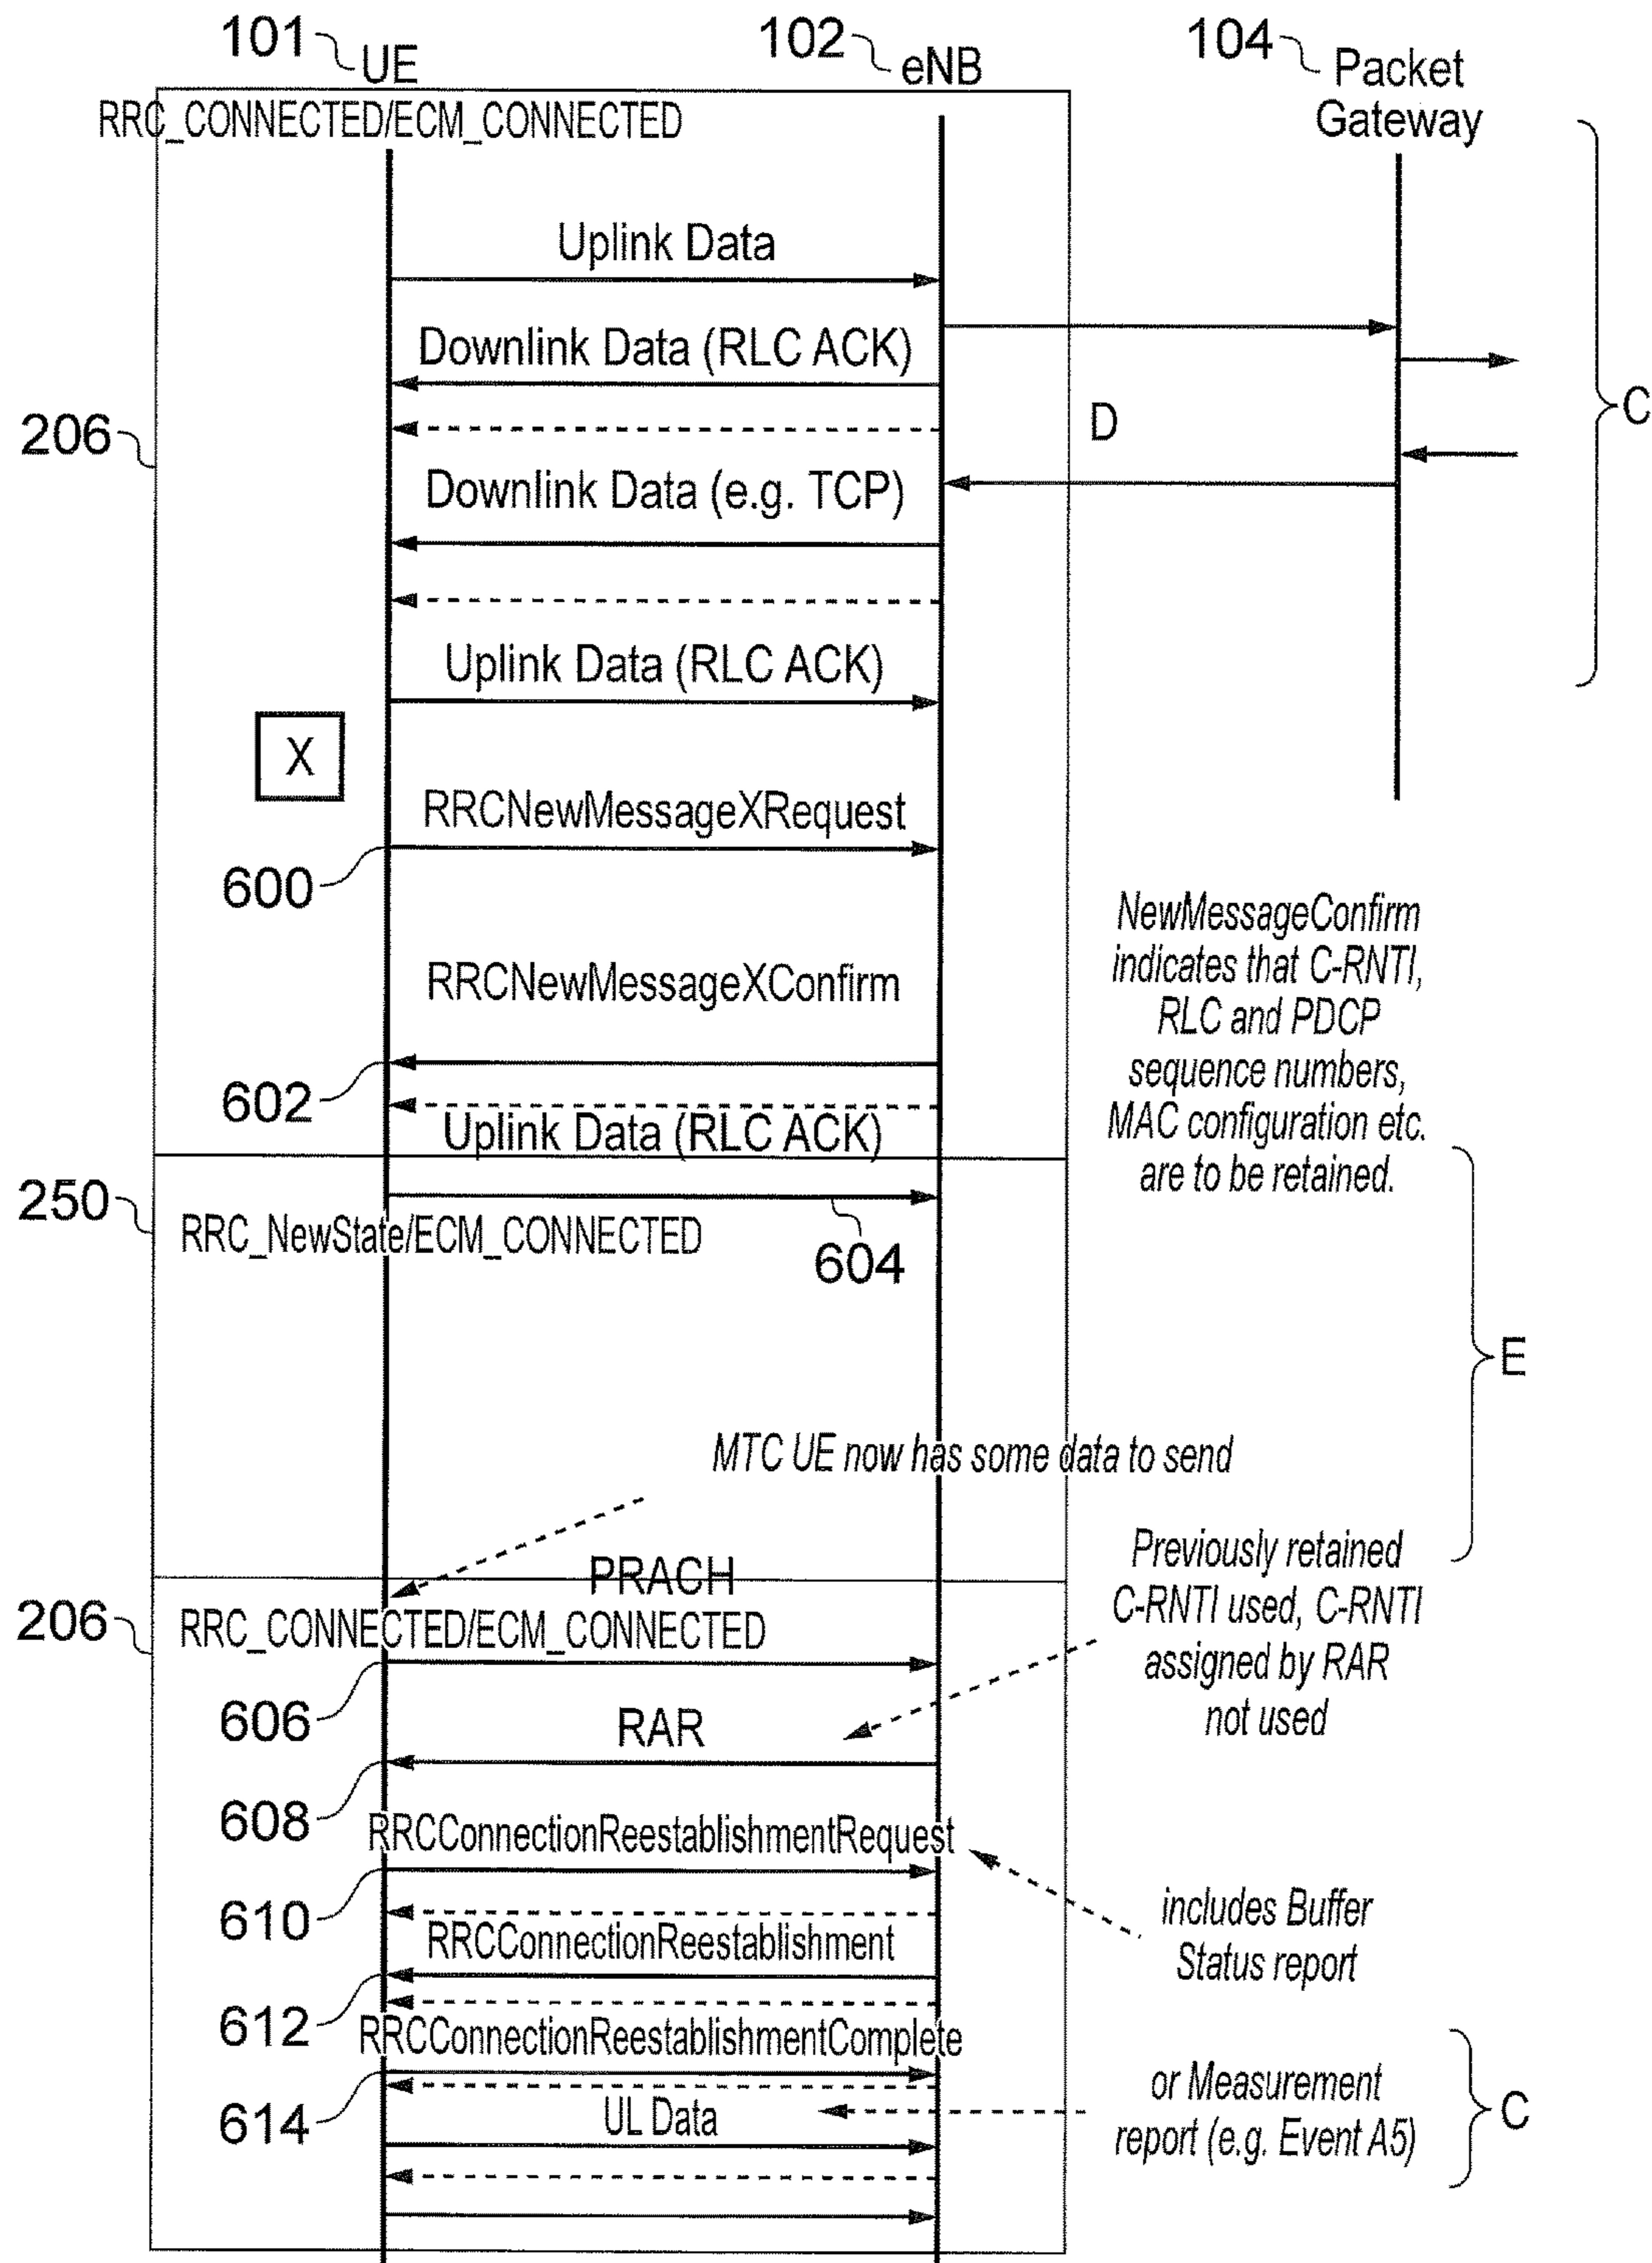 101 UE
102 eNB
104 Packet
Gateway
RRC_CONNECTED/ECM_CONNECTED
Uplink Data
Downlink Data (RLC ACK)
C
D
206
Downlink Data (e.g. TCP)
Uplink Data (RLC ACK)
X
RRCNewMessageXRequest
600
NewMessageConfirm
indicates that C-RNTI,
RLC and PDCP
sequence numbers,
MAC configuration etc.
are to be retained.
RRCNewMessageXConfirm
602
Uplink Data (RLC ACK)
250
RRC_NewState/ECM_CONNECTED
604
E
MTC UE now has some data to send
PRACH
Previously retained
C-RNTI used, C-RNTI
assigned by RAR
not used
206
RRC_CONNECTED/ECM_CONNECTED
606
RAR
608
RRCConnectionReestablishmentRequest
610
includes Buffer
Status report
RRCConnectionReestablishment
612
RRCConnectionReestablishmentComplete
614
UL Data
or Measurement
report (e.g. Event A5)
C